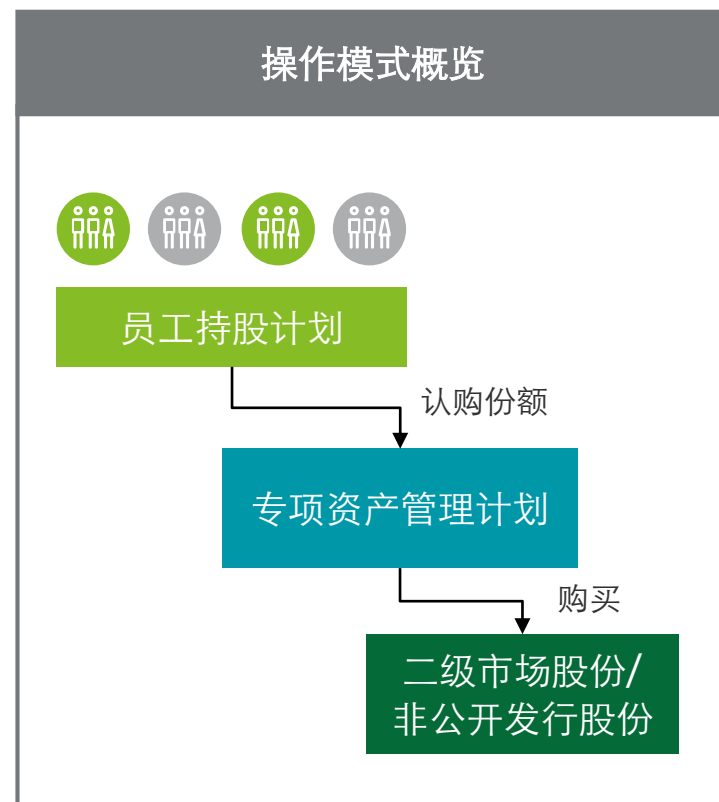 操作模式概览
员工持股计划
认购份额
专项资产管理计划
购买
二级市场股份/
非公开发行股份